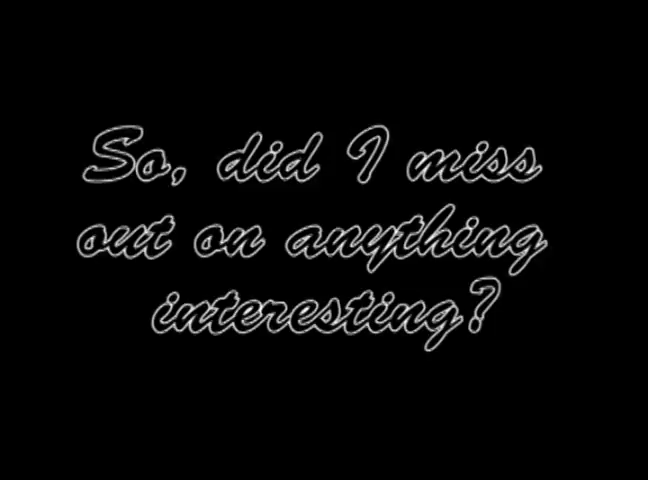 So, did I miss
out on anything
interesting?